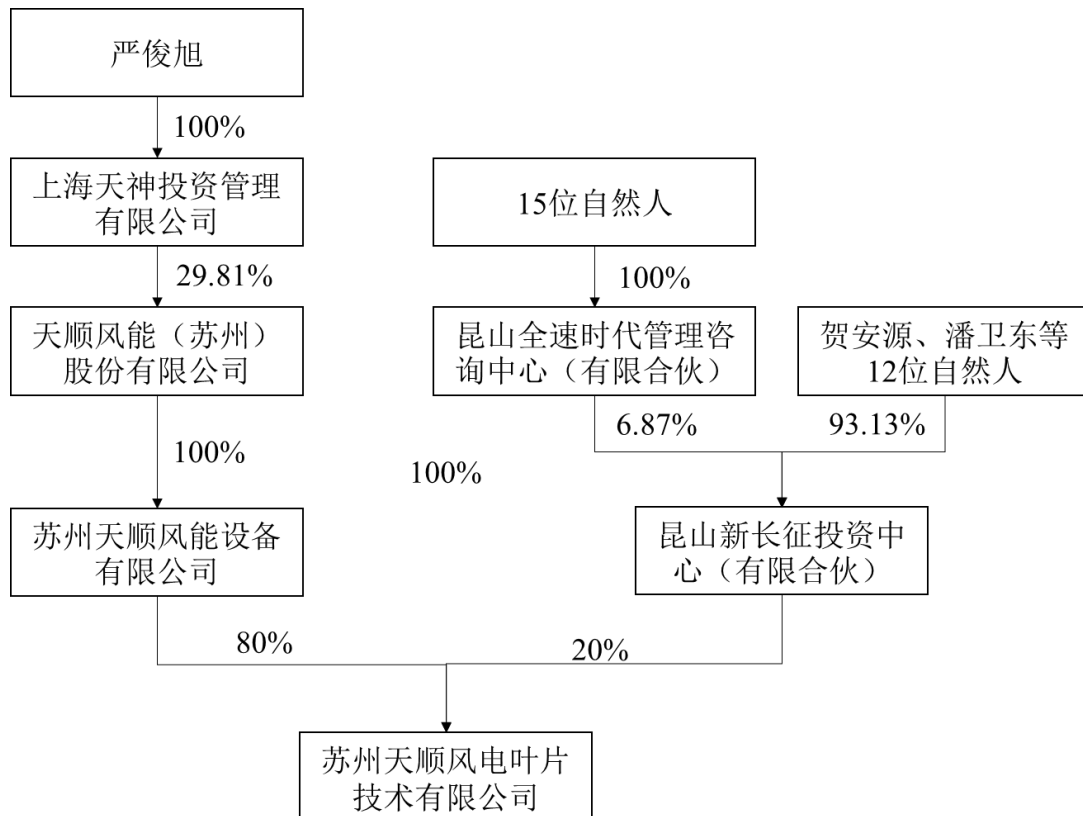 严俊旭
100%
上海天神投资管理
有限公司
15位自然人
29.81%
100%
天顺风能（苏州）
股份有限公司
昆山全速时代管理咨
询中心（有限合伙）
贺安源、潘卫东等
12位自然人
6.87%
93.13%
100%
100%
苏州天顺风能设备
有限公司
昆山新长征投资中
心（有限合伙）
80%
20%
苏州天顺风电叶片
技术有限公司